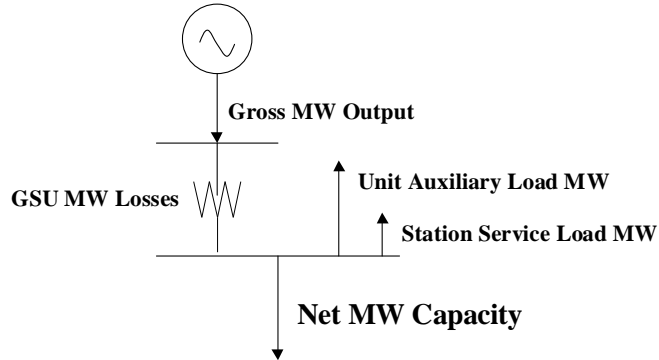 Gross MW Output
GSU MW Losses
Unit Auxiliary Load MW
Station Service Load MW
Net MW Capacity